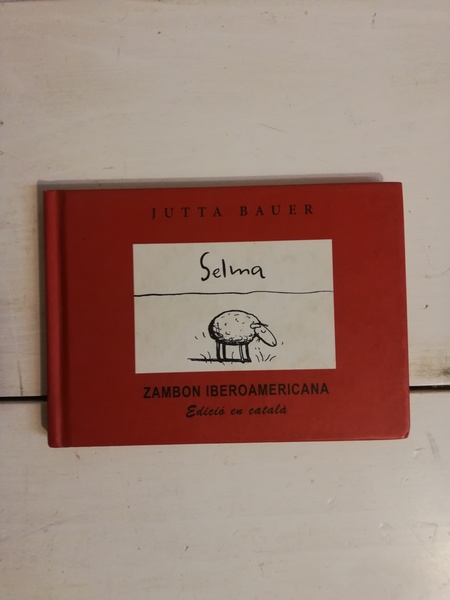 JUTTA BAUER
Selma
ZAMBON IBEROAMERICANA
Edició en català